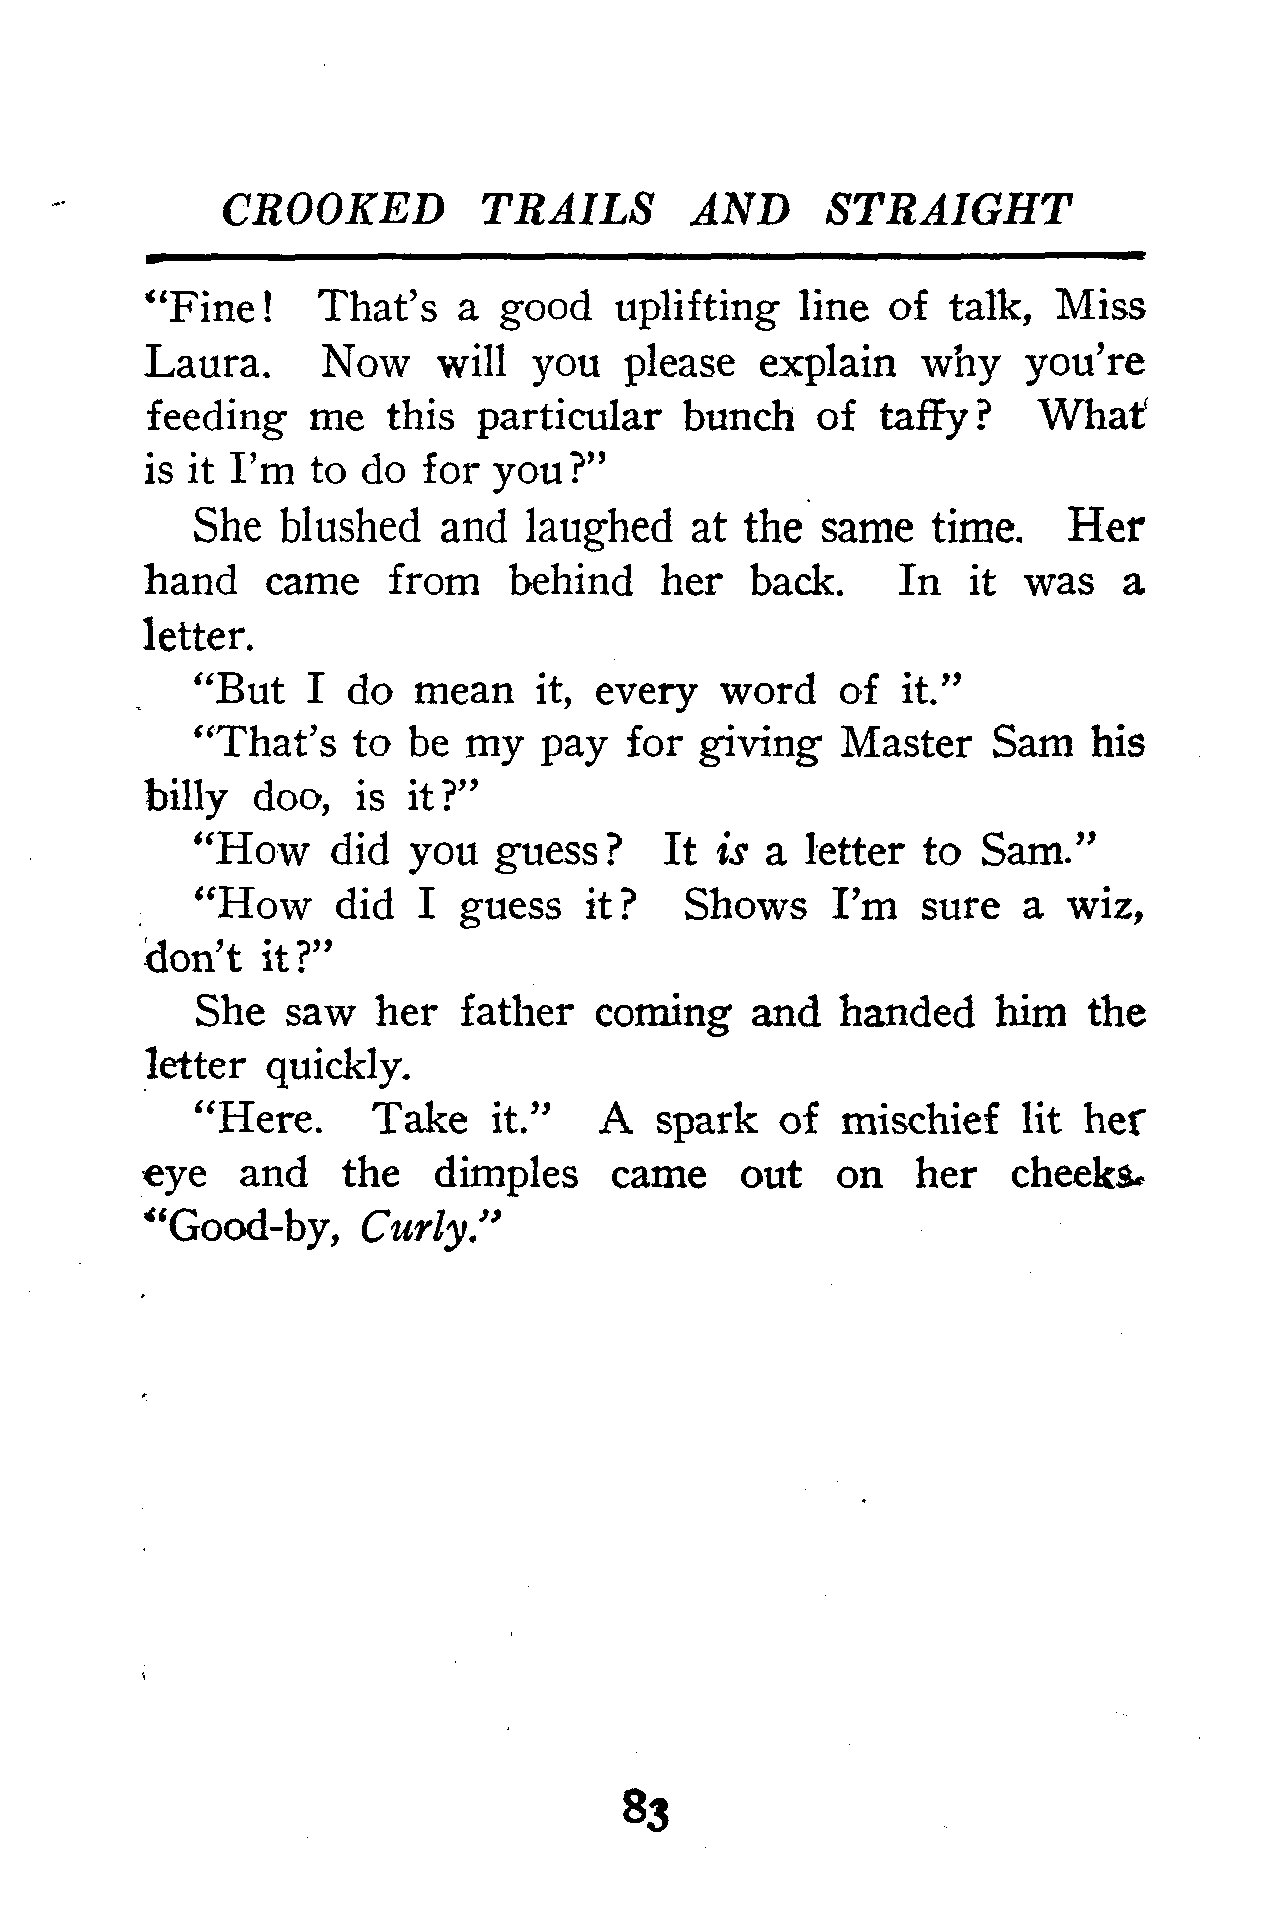 CROOKED TRAILS AND STRAIGHT
“Fine! That’s a good uplifting line of talk, Miss
Laura. Now will you please explain why you’re
feeding me this particular bunch of taffy? What
is it I’m to do for you?”
She blushed and laughed at the same time. Her
hand came from behind her back. In it was a
letter.
“But I do mean it, every word of it.”
“That’s to be my pay for giving Master Sam his
billy doo, is it?”
“How did you guess? It is a letter to Sam.”
“How did I guess it? Shows I’m sure a wiz,
don’t it?”
She saw her father coming and handed him the
letter quickly.
“Here. Take it.” A spark of mischief lit her
eye and the dimples came out on her cheeks.
“Good-by, Curly.”
83